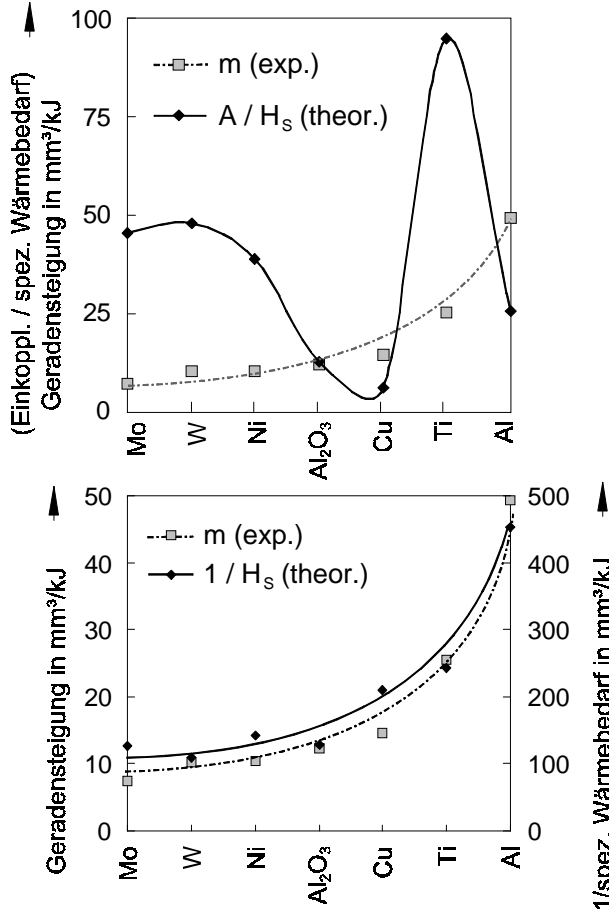 (Einkoppl. / spez. Wärmebedarf)
Geradensteigung in mm³/kJ
100
75
50
25
0
m (exp.)
A / H_S (theor.)
Mo
W
Ni
Al₂O₃
Cu
Ti
Al
Geradensteigung in mm³/kJ
50
40
30
20
10
0
m (exp.)
1 / H_S (theor.)
500
400
300
200
100
0
1/spez. Wärmebedarf in mm³/kJ
Mo
W
Ni
Al₂O₃
Cu
Ti
Al